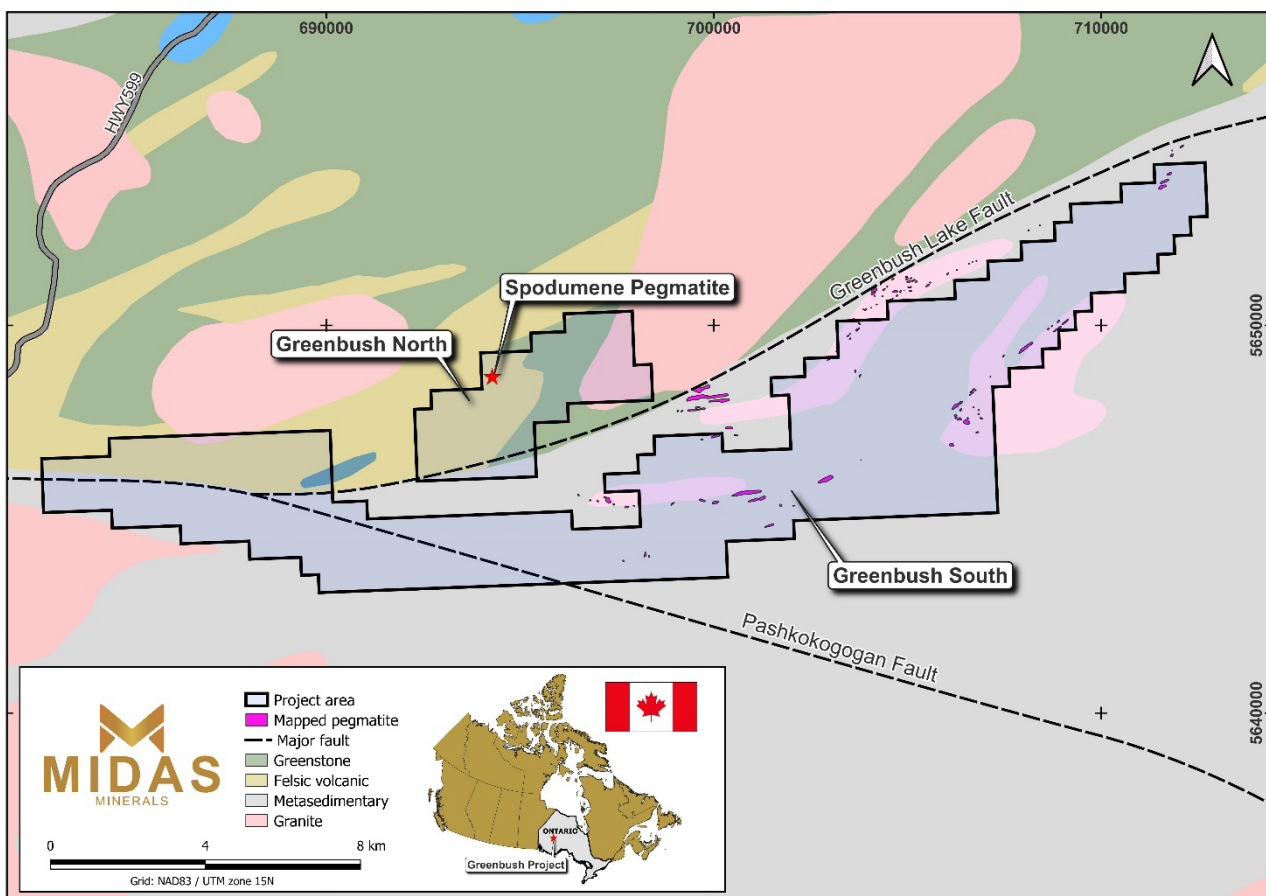 690000
700000
710000
HWY599
Greenbush Lake Fault
Spodumene Pegmatite
Greenbush North
5650000
Greenbush South
Pashkokogogan Fault
5640000
MIDAS
MINERALS
Project area
Mapped pegmatite
Major fault
Greenstone
Felsic volcanic
Metasedimentary
Granite
0 4 8 km
Grid: NAD83 / UTM zone 15N
ONTARIO
Greenbush Project